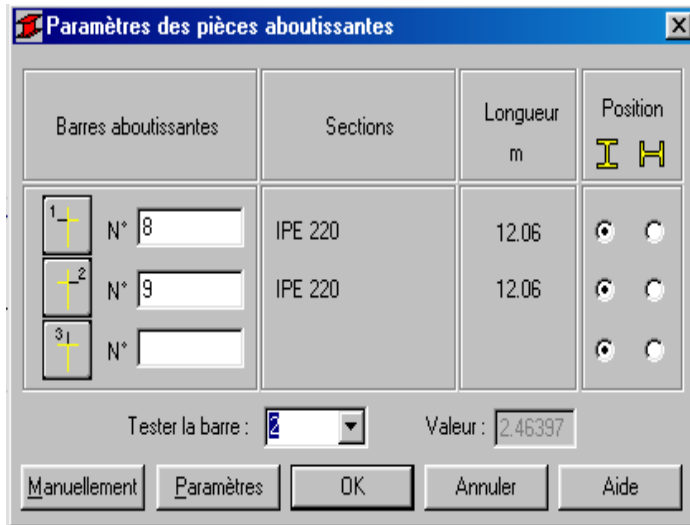 Paramètres des pièces aboutissantes
Barres aboutissantes
Sections
Longueur
m
Position
1
N° 8
IPE 220
12.06
2
N° 9
IPE 220
12.06
3
N°
Tester la barre : 2
Valeur : 2.46397
Manuellement
Paramètres
OK
Annuler
Aide